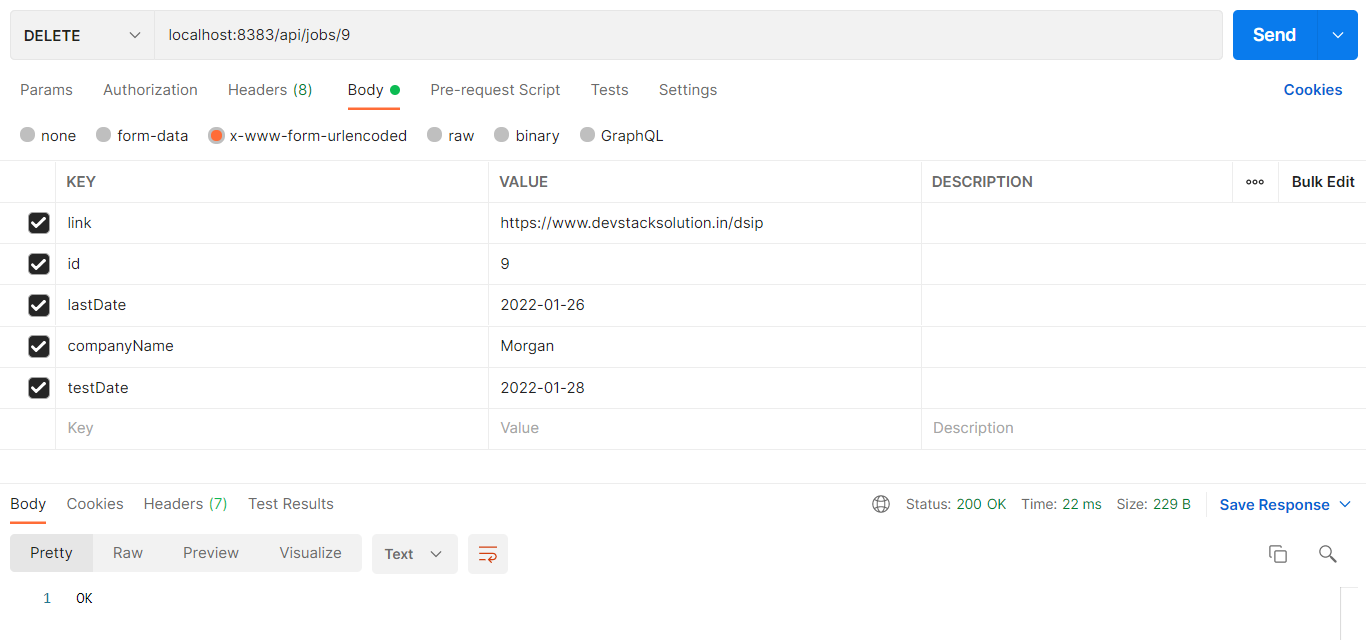 DELETE localhost:8383/api/jobs/9 Send
Params Authorization Headers (8) Body Pre-request Script Tests Settings Cookies
none form-data x-www-form-urlencoded raw binary GraphQL
KEY VALUE DESCRIPTION ooo Bulk Edit
link https://www.devstacksolution.in/dsip
id 9
lastDate 2022-01-26
companyName Morgan
testDate 2022-01-28
Key Value Description
Body Cookies Headers (7) Test Results Status: 200 OK Time: 22 ms Size: 229 B Save Response
Pretty Raw Preview Visualize Text
1 OK